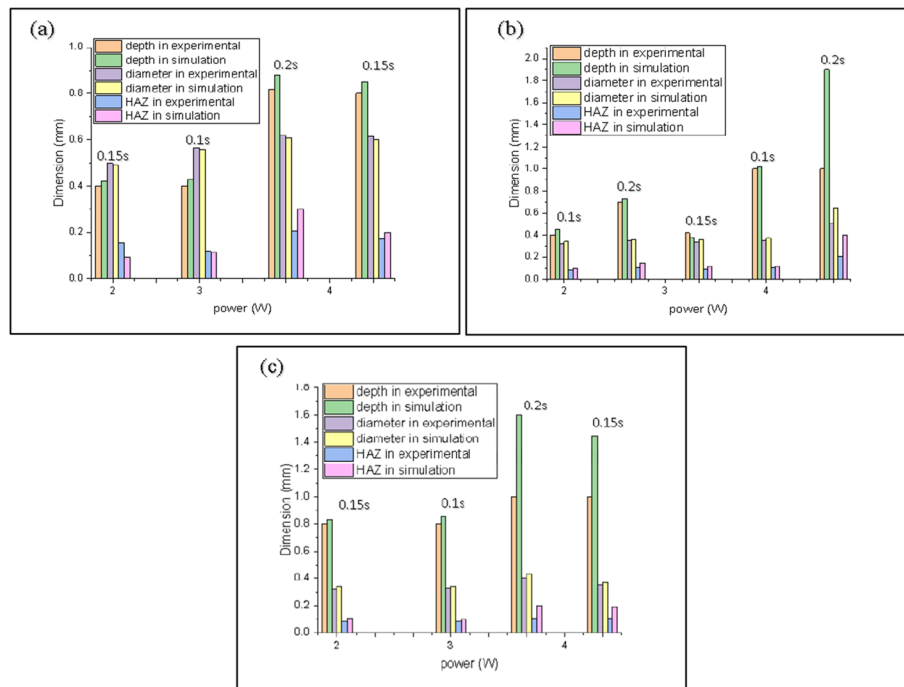 (a)
depth in experimental
depth in simulation
diameter in experimental
diameter in simulation
HAZ in experimental
HAZ in simulation
1.0
0.8
0.6
0.4
0.2
0.0
Dimension (mm)
0.15s
0.1s
0.2s
0.15s
2
3
4
power (W)
(b)
depth in experimental
depth in simulation
diameter in experimental
diameter in simulation
HAZ in experimental
HAZ in simulation
2.0
1.8
1.6
1.4
1.2
1.0
0.8
0.6
0.4
0.2
0.0
Dimension (mm)
0.1s
0.2s
0.15s
0.1s
0.2s
2
3
4
power (W)
(c)
depth in experimental
depth in simulation
diameter in experimental
diameter in simulation
HAZ in experimental
HAZ in simulation
1.8
1.6
1.4
1.2
1.0
0.8
0.6
0.4
0.2
0.0
Dimension (mm)
0.15s
0.1s
0.2s
0.15s
2
3
4
power (W)